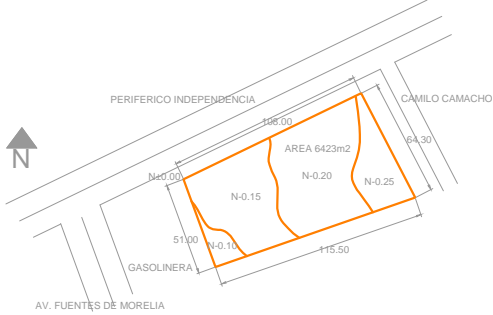 PERIFERICO INDEPENDENCIA
CAMILO CAMACHO
108.00
AREA 6423m2
64.30
N
N±0.00
N-0.20
N-0.25
N-0.15
51.00
N-0.10
115.50
GASOLINERA
AV. FUENTES DE MORELIA